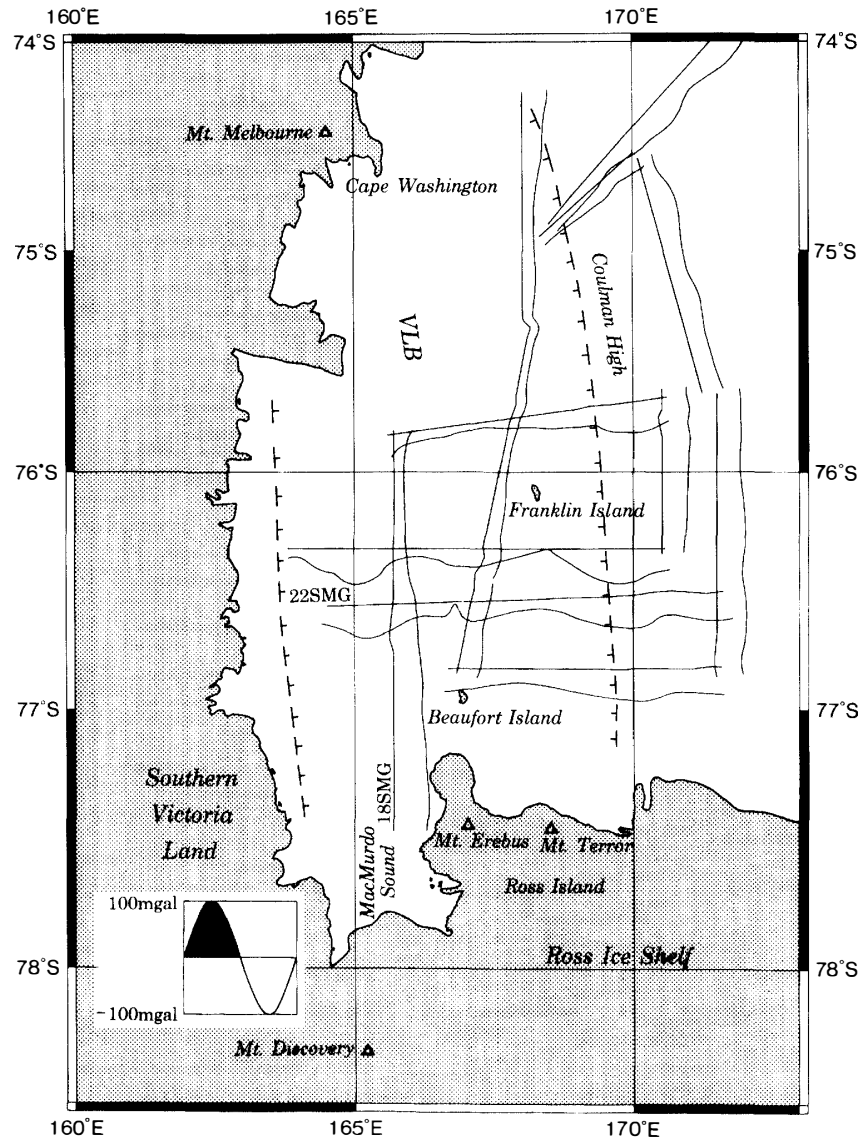 160°E 165°E 170°E
74°S 74°S
Mt. Melbourne
Cape Washington
75°S 75°S
Coulman High
VLB
76°S 76°S
Franklin Island
22SMG
77°S 77°S
Beaufort Island
Southern
Victoria
Land
18SMG
MacMurdo
Sound
Mt. Erebus Mt. Terror
Ross Island
100mgal
-100mgal
Ross Ice Shelf
78°S 78°S
Mt. Discovery
160°E 165°E 170°E